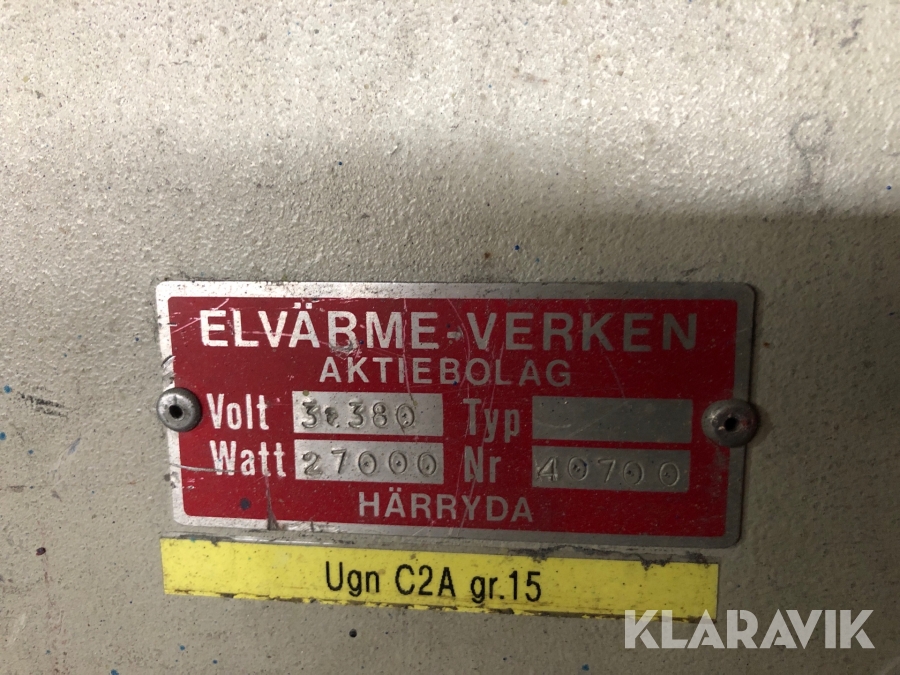 ELVÄRME-VERKEN
AKTIEBOLAG
Volt 3×380 Typ
Watt 27000 Nr 40700
HÄRRYDA
Ugn C2A gr.15
KLARAVIK